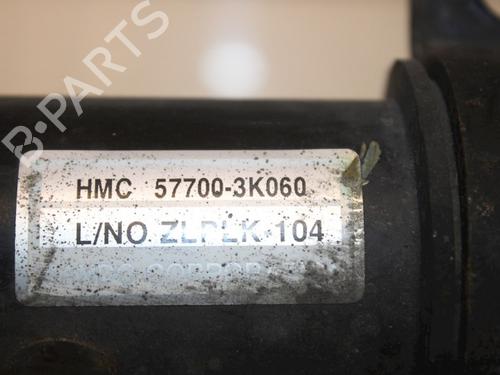 B-PARTS
HMC 57700-3K060
L/NO ZLPLK-104